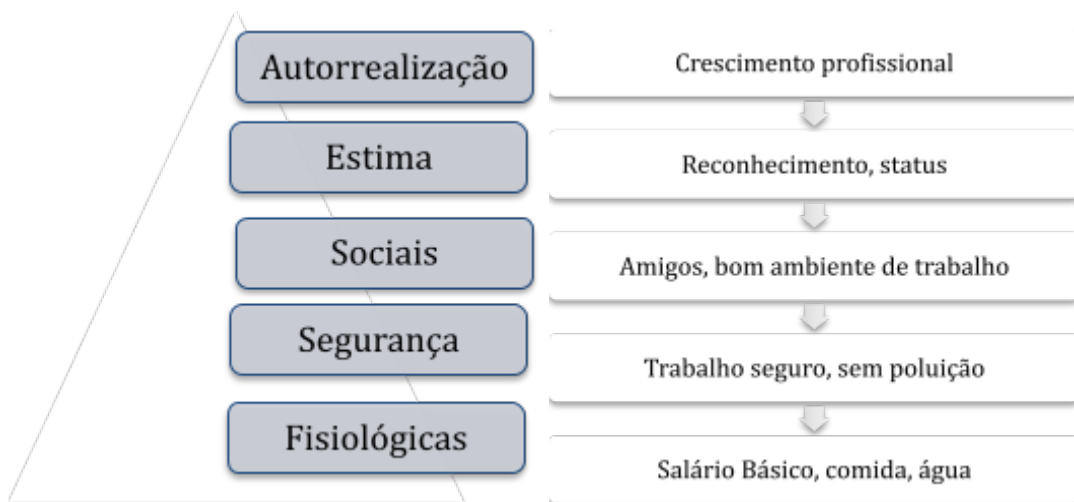 Autorrealização
Crescimento profissional
Estima
Reconhecimento, status
Sociais
Amigos, bom ambiente de trabalho
Segurança
Trabalho seguro, sem poluição
Fisiológicas
Salário Básico, comida, água